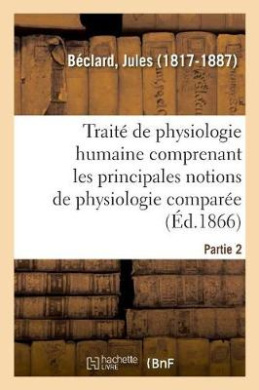 Béclard, Jules (1817-1887)
Traité de physiologie
humaine comprenant
les principales notions
de physiologie comparée
(Éd.1866)
Partie 2
hachette
LIVRE
{BnF